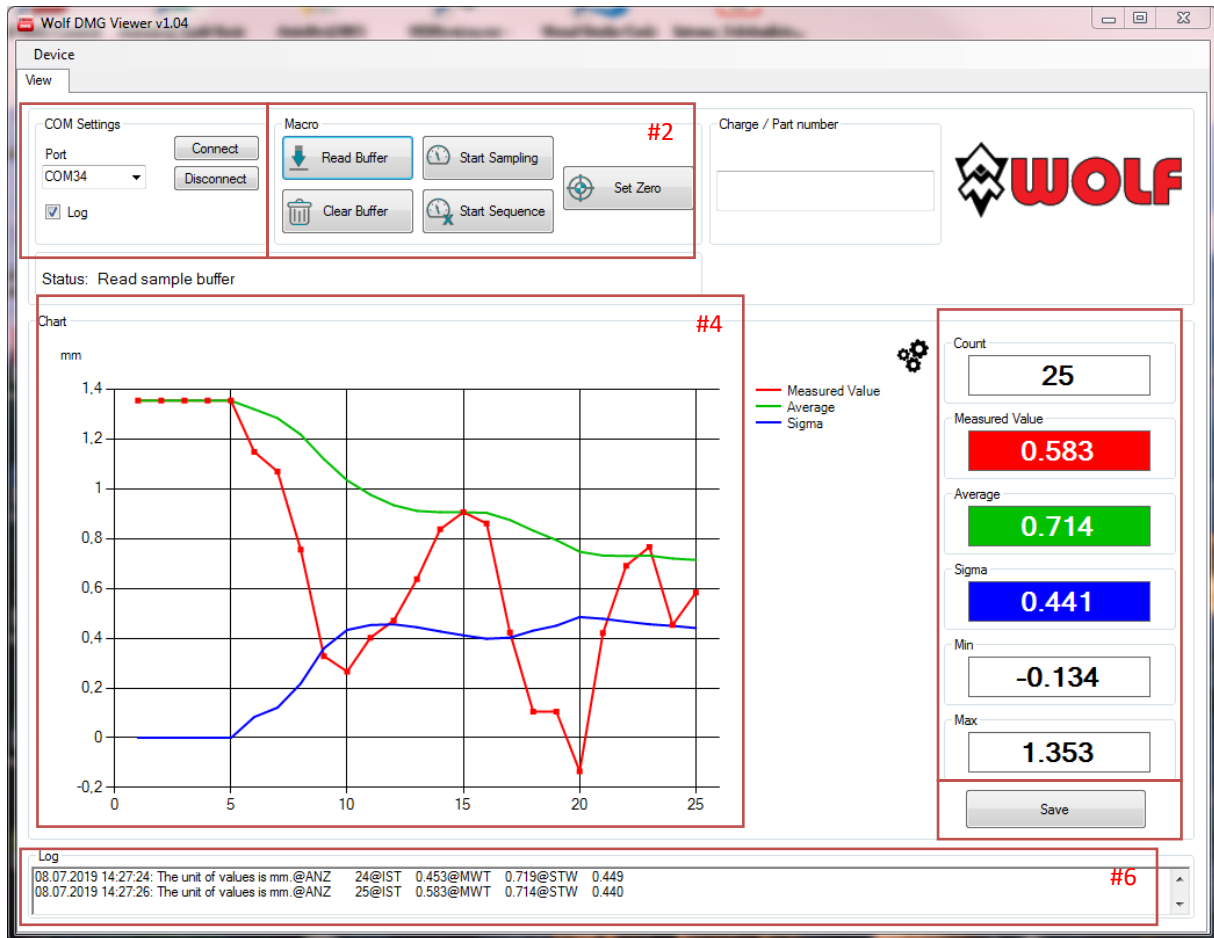 Wolf DMG Viewer v1.04
Device
View
COM Settings
Port
COM34
Connect
Disconnect
Log
Macro
#2
Read Buffer
Start Sampling
Set Zero
Clear Buffer
Start Sequence
Charge / Part number
WOLF
Status: Read sample buffer
Chart
#4
mm
1,4
1,2
1
0,8
0,6
0,4
0,2
0
-0,2
0 5 10 15 20 25
Measured Value
Average
Sigma
Count
25
Measured Value
0.583
Average
0.714
Sigma
0.441
Min
-0.134
Max
1.353
Save
Log
08.07.2019 14:27:24: The unit of values is mm.@ANZ 24@IST 0.453@MWT 0.719@STW 0.449
08.07.2019 14:27:26: The unit of values is mm.@ANZ 25@IST 0.583@MWT 0.714@STW 0.440
#6